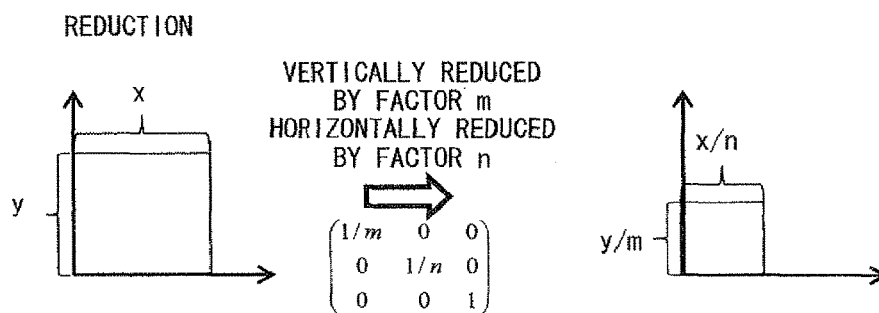 REDUCTION
x
y
VERTICALLY REDUCED
BY FACTOR m
HORIZONTALLY REDUCED
BY FACTOR n
1/m 0 0
0 1/n 0
0 0 1
x/n
y/m